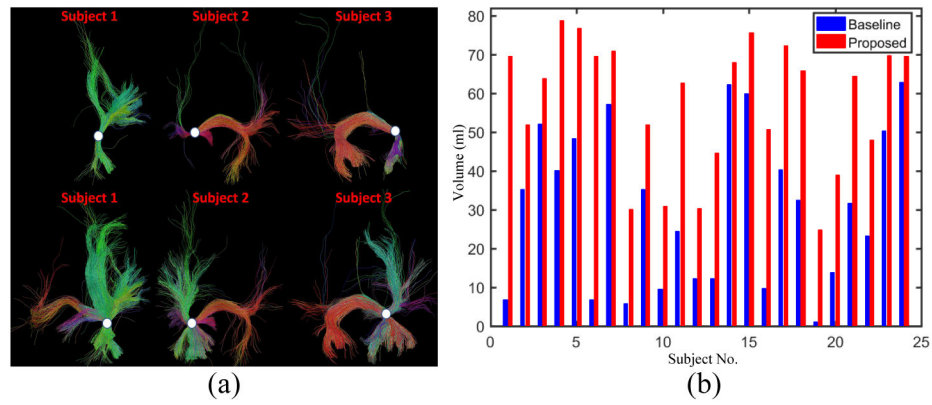 Subject 1 Subject 2 Subject 3
Subject 1 Subject 2 Subject 3
(a)
80
70
60
50
40
30
20
10
0
Volume (ml)
Baseline
Proposed
0 5 10 15 20 25
Subject No.
(b)